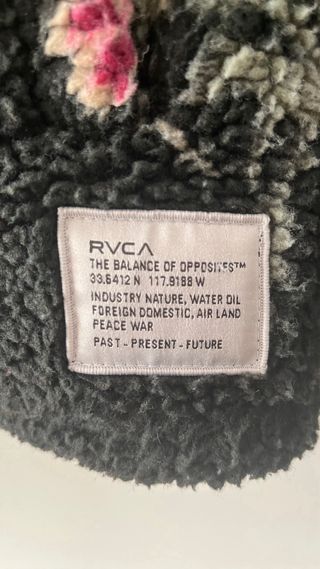 RVCA
THE BALANCE OF OPPOSITES™
33.6412 N 117.9188 W
INDUSTRY NATURE, WATER OIL
FOREIGN DOMESTIC, AIR LAND
PEACE WAR
PAST - PRESENT - FUTURE